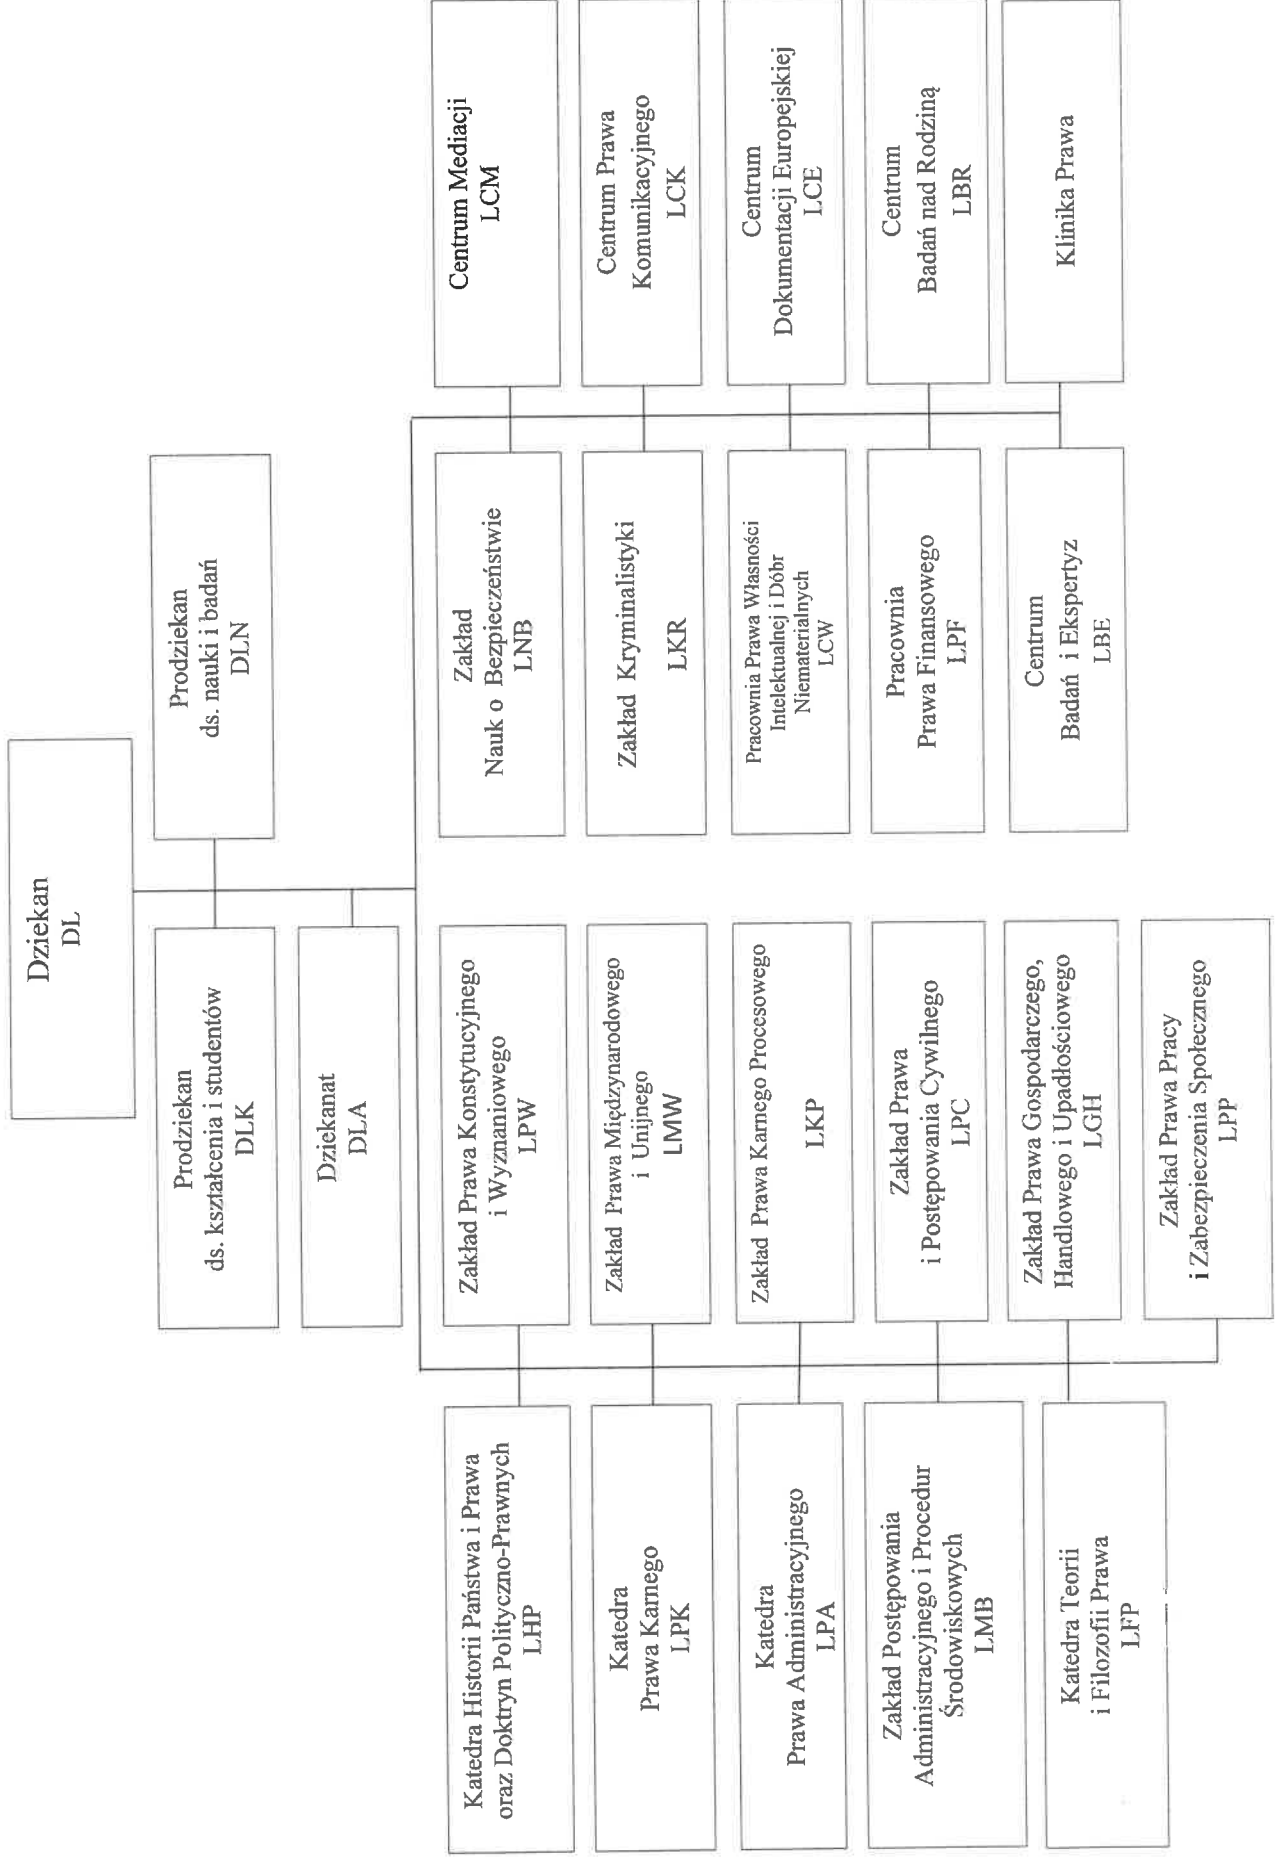 Dziekan
DL
Prodziekan
ds. kształcenia i studentów
DLK
Prodziekan
ds. nauki i badań
DLN
Dziekanat
DLA
Katedra Historii Państwa i Prawa
oraz Doktryn Polityczno-Prawnych
LHP
Zakład Prawa Konstytucyjnego
i Wyznaniowego
LPW
Zakład
Nauk o Bezpieczeństwie
LNB
Centrum Mediacji
LCM
Katedra
Prawa Karnego
LPK
Zakład Prawa Międzynarodowego
i Unijnego
LMW
Zakład Kryminalistyki
LKR
Centrum Prawa
Komunikacyjnego
LCK
Katedra
Prawa Administracyjnego
LPA
Zakład Prawa Karnego Procesowego
LKP
Pracownia Prawa Własności
Intelektualnej i Dóbr
Niematerialnych
LCW
Centrum
Dokumentacji Europejskiej
LCE
Zakład Postępowania
Administracyjnego i Procedur
Środowiskowych
LMB
Zakład Prawa
i Postępowania Cywilnego
LPC
Pracownia
Prawa Finansowego
LPF
Centrum
Badań nad Rodziną
LBR
Katedra Teorii
i Filozofii Prawa
LFP
Zakład Prawa Gospodarczego,
Handlowego i Upadłościowego
LGH
Centrum
Badań i Ekspertyz
LBE
Klinika Prawa
Zakład Prawa Pracy
i Zabezpieczenia Społecznego
LPP